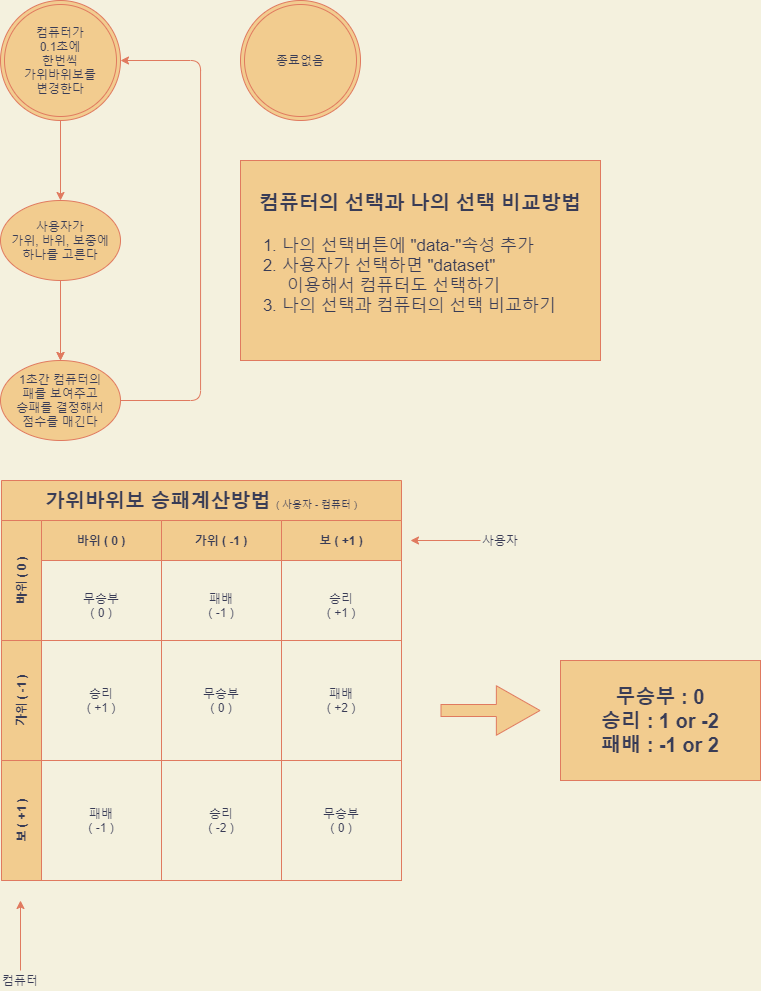 컴퓨터가
0.1초에
한번씩
가위바위보를
변경한다
종료없음
사용자가
가위, 바위, 보중에
하나를 고른다
1초간 컴퓨터의
패를 보여주고
승패를 결정해서
점수를 매긴다
컴퓨터의 선택과 나의 선택 비교방법
1. 나의 선택버튼에 "data-"속성 추가
2. 사용자가 선택하면 "dataset"
이용해서 컴퓨터도 선택하기
3. 나의 선택과 컴퓨터의 선택 비교하기
가위바위보 승패계산방법 ( 사용자 - 컴퓨터 )
바위 ( 0 )
가위 ( -1 )
보 ( +1 )
사용자
바위 ( 0 )
무승부
( 0 )
패배
( -1 )
승리
( +1 )
가위 ( -1 )
승리
( +1 )
무승부
( 0 )
패배
( +2 )
보 ( +1 )
패배
( -1 )
승리
( -2 )
무승부
( 0 )
무승부 : 0
승리 : 1 or -2
패배 : -1 or 2
컴퓨터